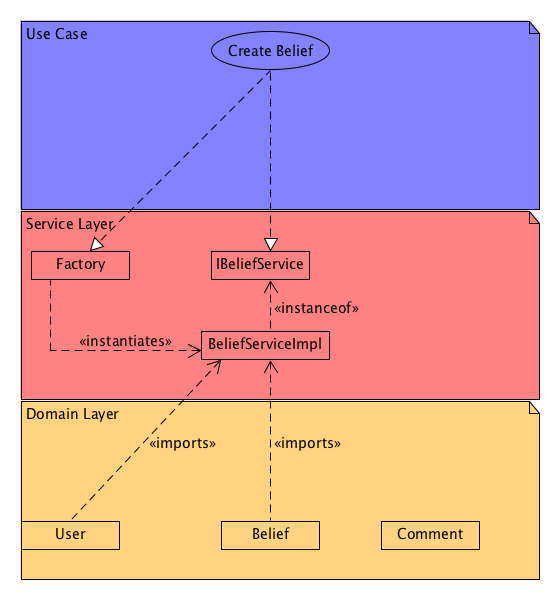 Use Case
Create Belief
Service Layer
Factory
IBeliefService
«instanceof»
«instantiates»
BeliefServiceImpl
Domain Layer
«imports»
«imports»
User
Belief
Comment